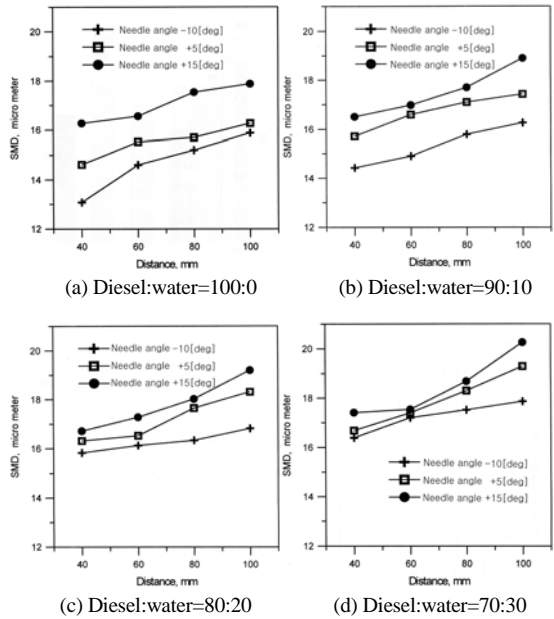 Needle angle −10[deg]
Needle angle +5[deg]
Needle angle +15[deg]
SMD, micro meter
20
18
16
14
12
40 60 80 100
Distance, mm
(a) Diesel:water=100:0
Needle angle −10[deg]
Needle angle +5[deg]
Needle angle +15[deg]
SMD, micro meter
20
18
16
14
12
40 60 80 100
Distance, mm
(b) Diesel:water=90:10
Needle angle −10[deg]
Needle angle +5[deg]
Needle angle +15[deg]
SMD, micro meter
20
18
16
14
12
40 60 80 100
Distance, mm
(c) Diesel:water=80:20
Needle angle −10[deg]
Needle angle +5[deg]
Needle angle +15[deg]
SMD, micro meter
20
18
16
14
12
40 60 80 100
Distance, mm
(d) Diesel:water=70:30